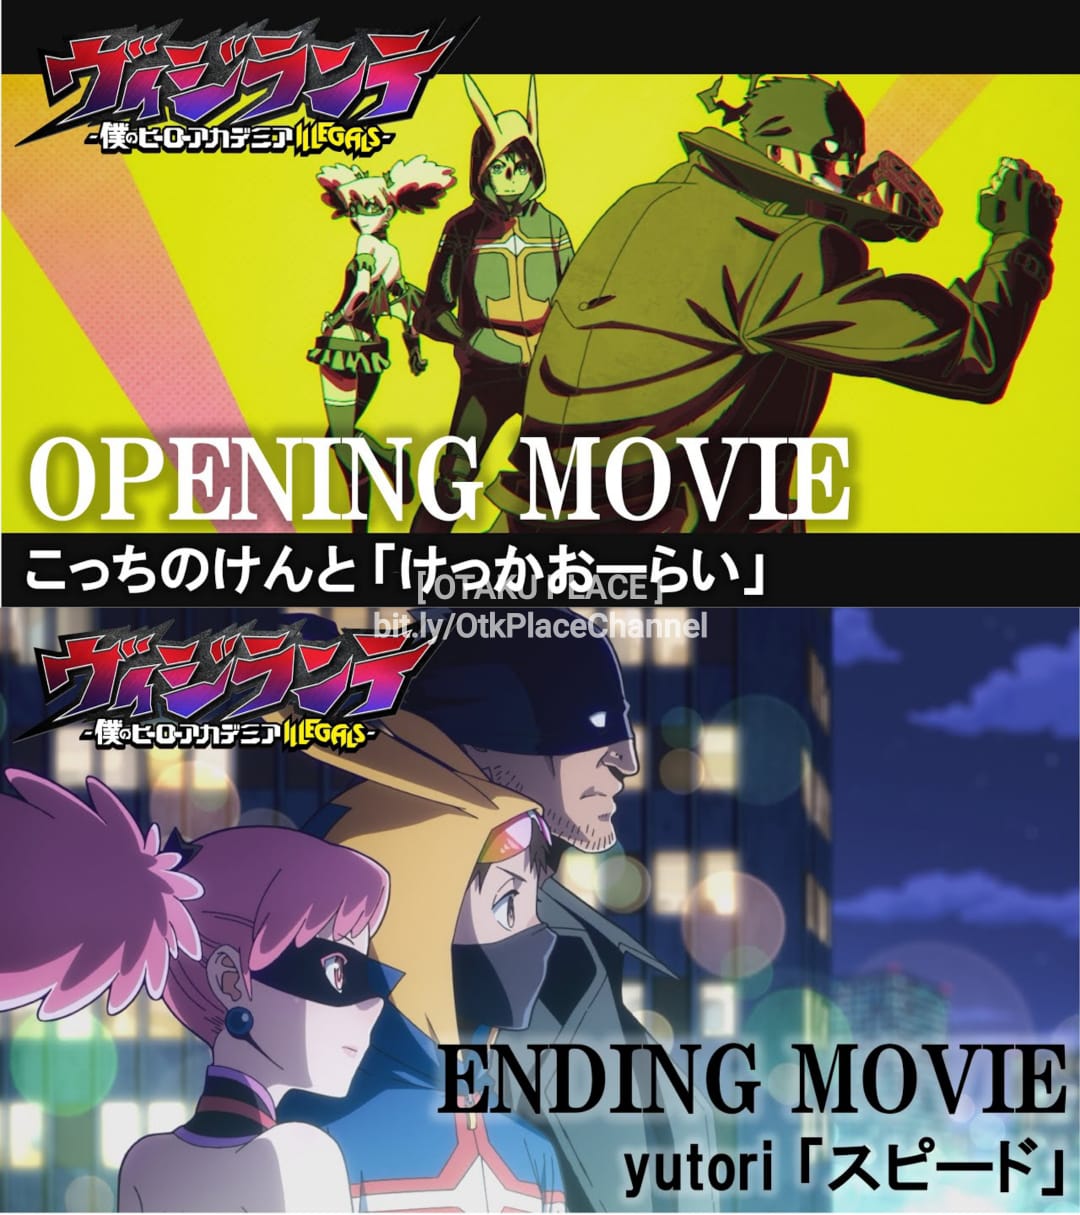 ヴィジランテ
-僕のヒーローアカデミア ILLEGALS-
OPENING MOVIE
こっちのけんと「けっかおーらい」
[ OTAKU PLACE ]
bit.ly/OtkPlaceChannel
ヴィジランテ
-僕のヒーローアカデミア ILLEGALS-
ENDING MOVIE
yutori「スピード」